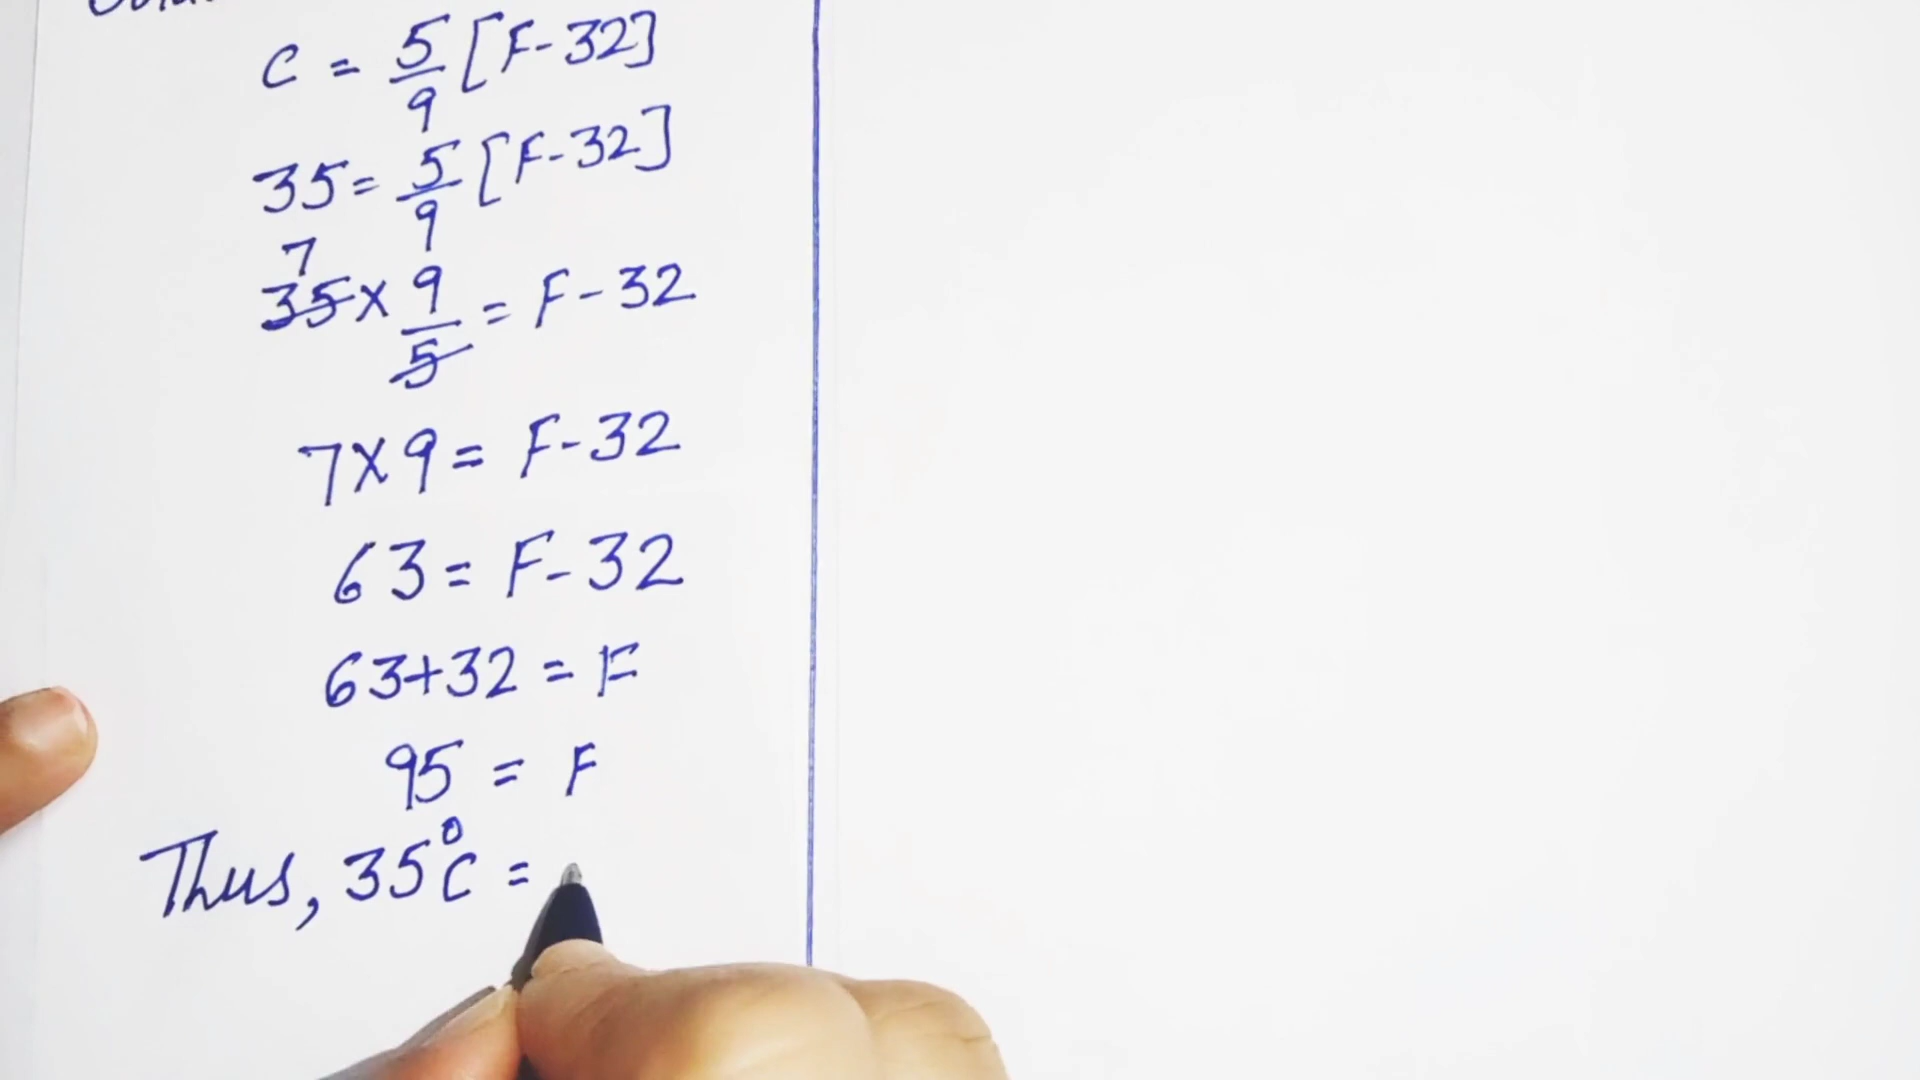 C = 5/9 [F-32]
35 = 5/9 [F-32]
7
35 × 9/5 = F - 32
7 × 9 = F - 32
63 = F - 32
63 + 32 = F
95 = F
Thus, 35°C =